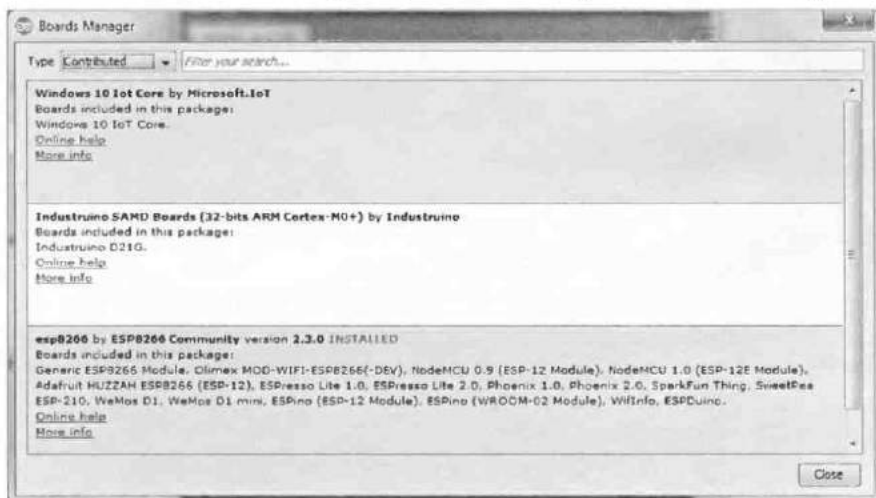 Boards Manager
Type Contributed Filter your search...
Windows 10 Iot Core by Microsoft.IoT
Boards included in this package:
Windows 10 IoT Core.
Online help
More info
Industruino SAMD Boards (32-bits ARM Cortex-M0+) by Industruino
Boards included in this package:
Industruino D21G.
Online help
More info
esp8266 by ESP8266 Community version 2.3.0 INSTALLED
Boards included in this package:
Generic ESP8266 Module, Olimex MOD-WIFI-ESP8266(-DEV), NodeMCU 0.9 (ESP-12 Module), NodeMCU 1.0 (ESP-12E Module),
Adafruit HUZZAH ESP8266 (ESP-12), ESPresso Lite 1.0, ESPresso Lite 2.0, Phoenix 1.0, Phoenix 2.0, SparkFun Thing, SweetPea
ESP-210, WeMos D1, WeMos D1 mini, ESPino (ESP-12 Module), ESPino (WROOM-02 Module), WifInfo, ESPDuino.
Online help
More info
Close